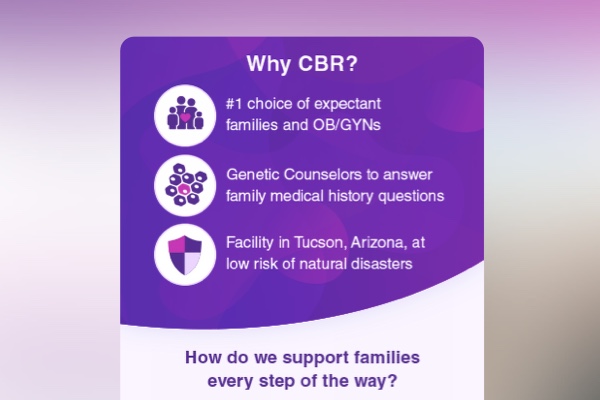 Why CBR?
#1 choice of expectant
families and OB/GYNs
Genetic Counselors to answer
family medical history questions
Facility in Tucson, Arizona, at
low risk of natural disasters
How do we support families
every step of the way?